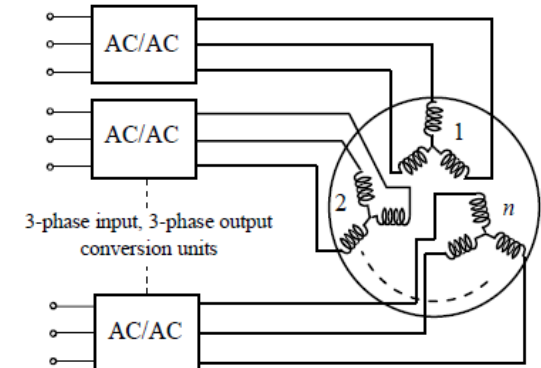 AC/AC
1
AC/AC
2
n
3-phase input, 3-phase output
conversion units
AC/AC